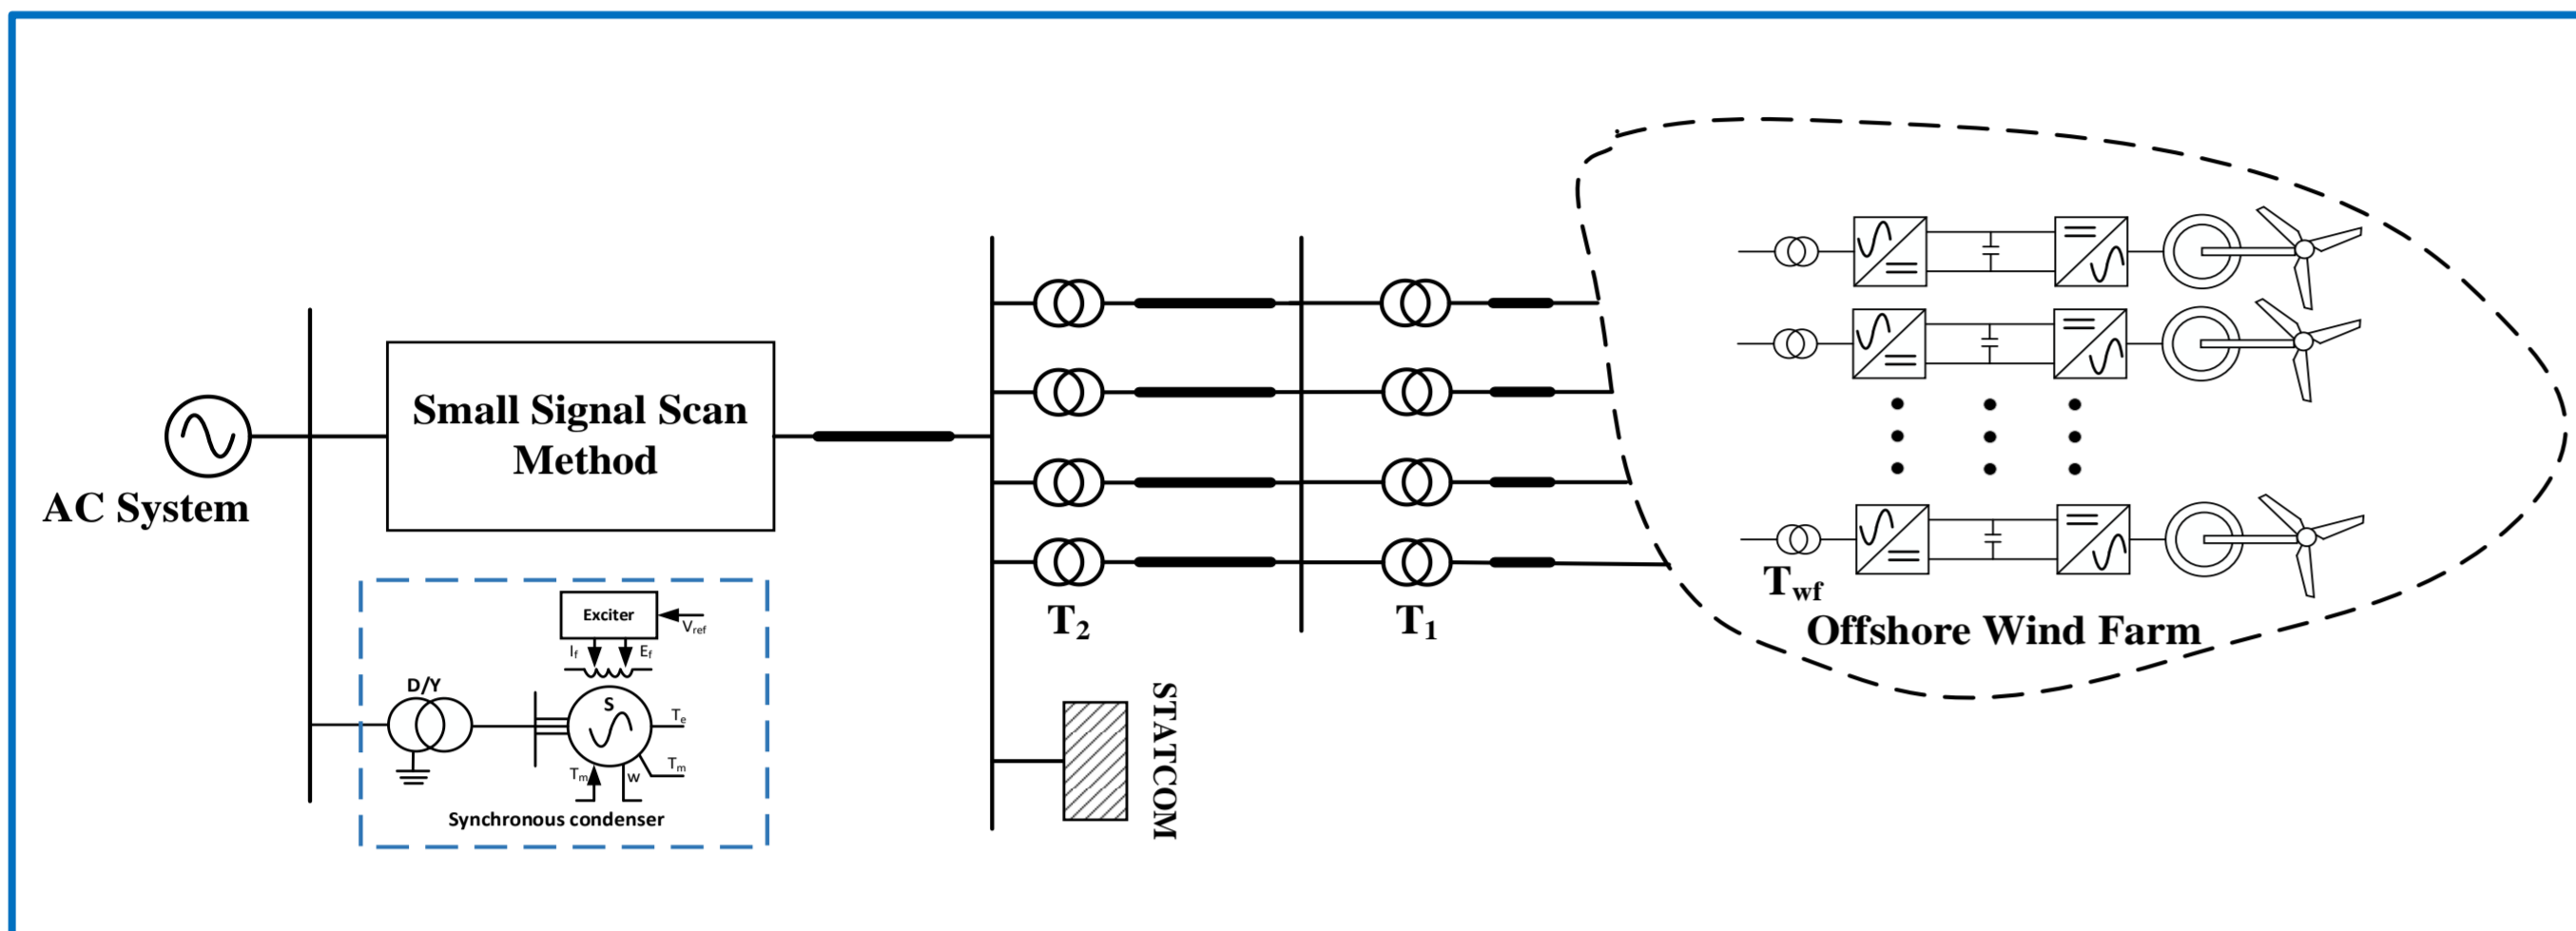 Small Signal Scan
Method
AC System
T2
T1
Twf
Offshore Wind Farm
STATCOM
Exciter
Vref
If
Ef
D/Y
S
Te
Tm
Tm
w
Synchronous condenser